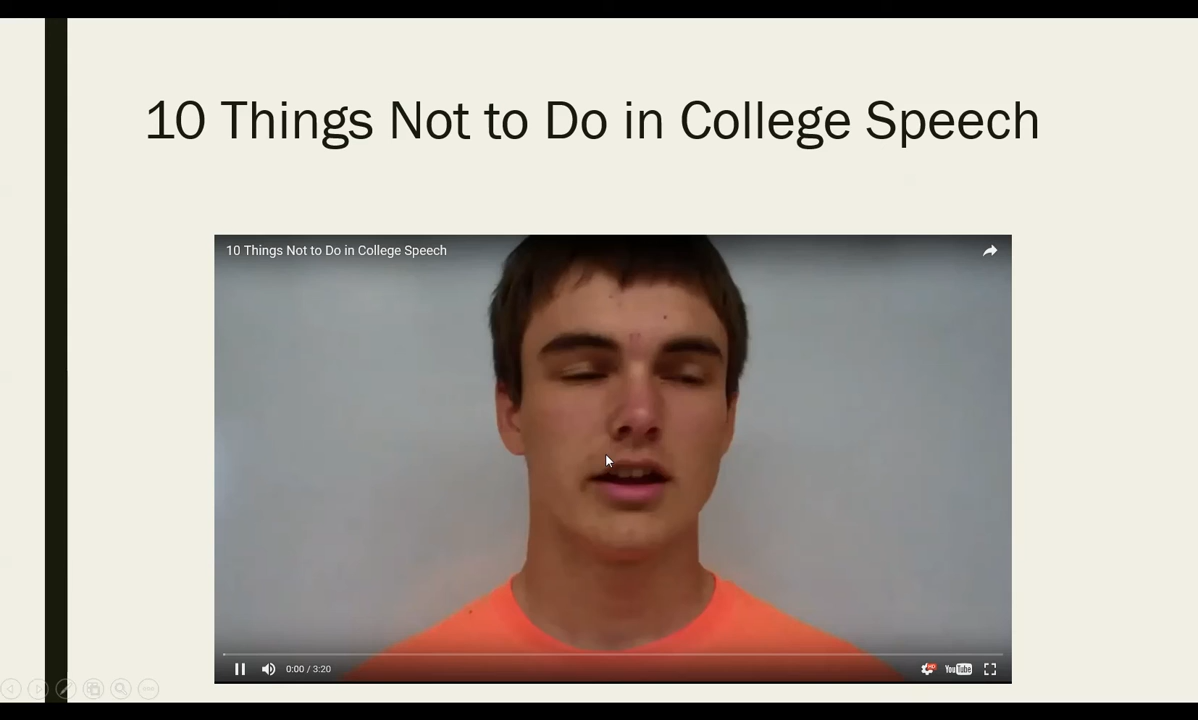 10 Things Not to Do in College Speech
10 Things Not to Do in College Speech
0:00 / 3:20
HD
YouTube